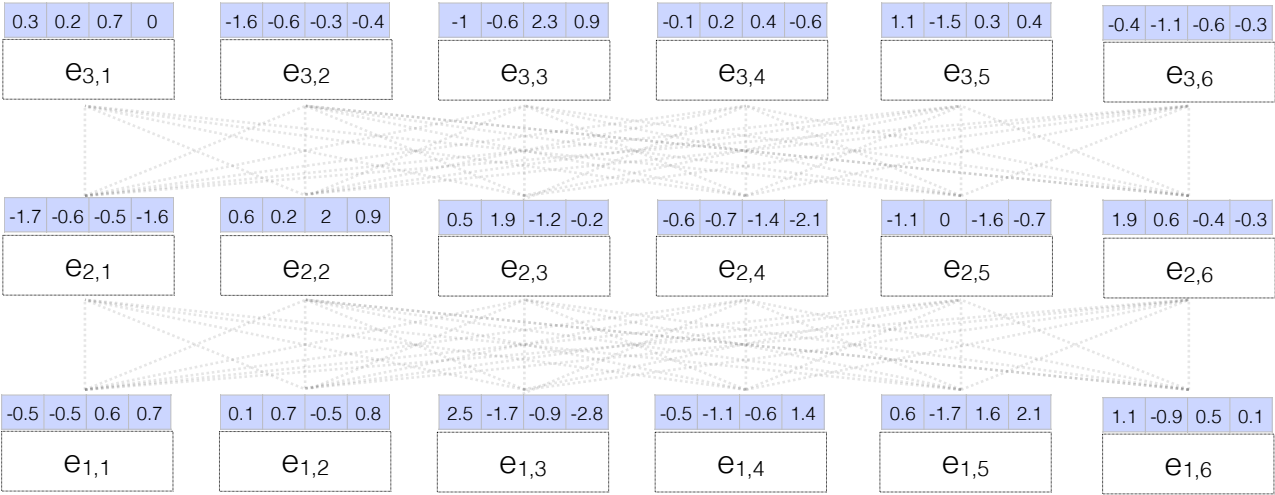 0.3 0.2 0.7 0 -1.6 -0.6 -0.3 -0.4 -1 -0.6 2.3 0.9 -0.1 0.2 0.4 -0.6 1.1 -1.5 0.3 0.4 -0.4 -1.1 -0.6 -0.3
e3,1 e3,2 e3,3 e3,4 e3,5 e3,6
-1.7 -0.6 -0.5 -1.6 0.6 0.2 2 0.9 0.5 1.9 -1.2 -0.2 -0.6 -0.7 -1.4 -2.1 -1.1 0 -1.6 -0.7 1.9 0.6 -0.4 -0.3
e2,1 e2,2 e2,3 e2,4 e2,5 e2,6
-0.5 -0.5 0.6 0.7 0.1 0.7 -0.5 0.8 2.5 -1.7 -0.9 -2.8 -0.5 -1.1 -0.6 1.4 0.6 -1.7 1.6 2.1 1.1 -0.9 0.5 0.1
e1,1 e1,2 e1,3 e1,4 e1,5 e1,6